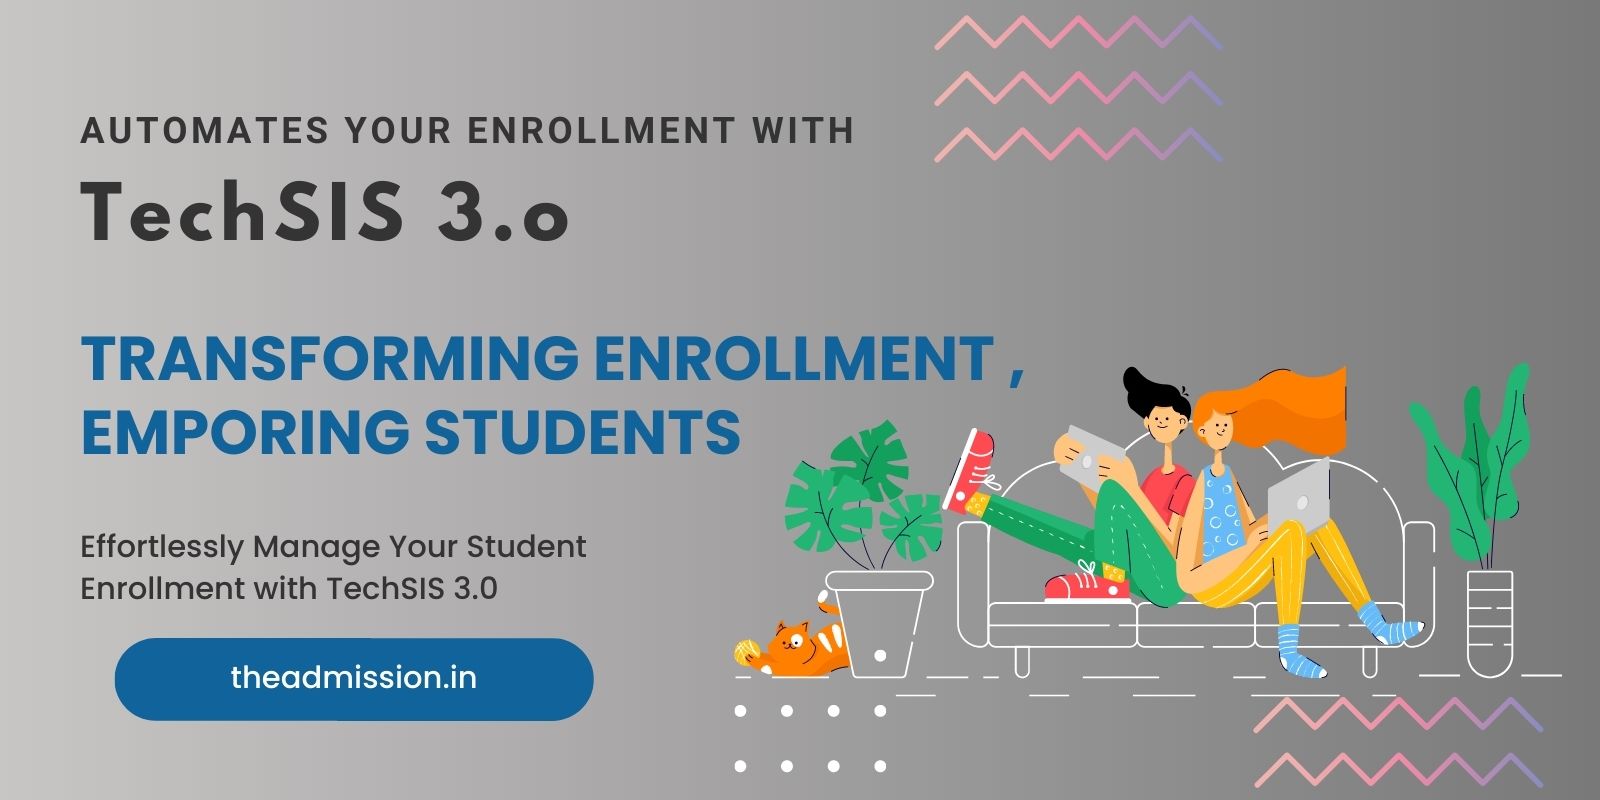 AUTOMATES YOUR ENROLLMENT WITH
TechSIS 3.o
TRANSFORMING ENROLLMENT ,
EMPORING STUDENTS
Effortlessly Manage Your Student
Enrollment with TechSIS 3.0
theadmission.in